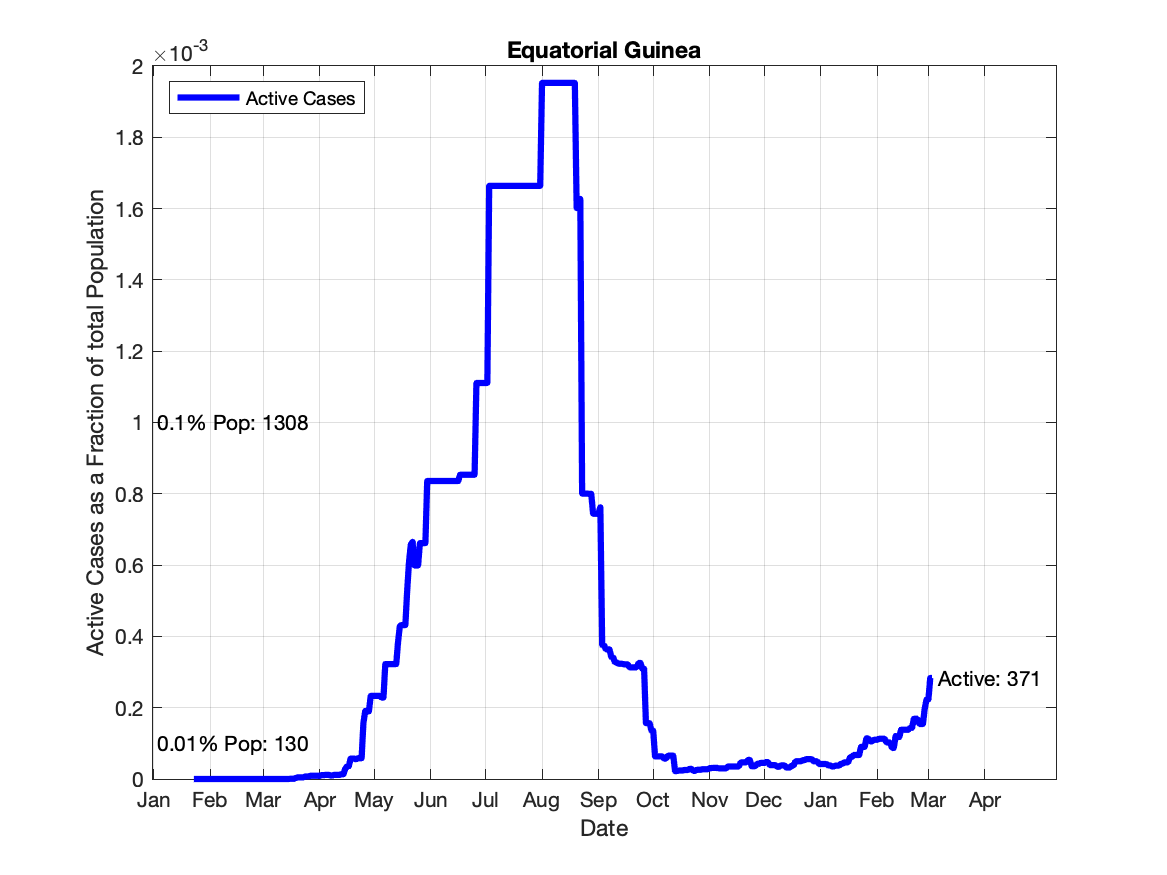 Equatorial Guinea
×10-3
Active Cases
2
1.8
1.6
1.4
1.2
1
0.8
0.6
0.4
0.2
0
Active Cases as a Fraction of total Population
0.1% Pop: 1308
0.01% Pop: 130
Active: 371
Jan Feb Mar Apr May Jun Jul Aug Sep Oct Nov Dec Jan Feb Mar Apr
Date